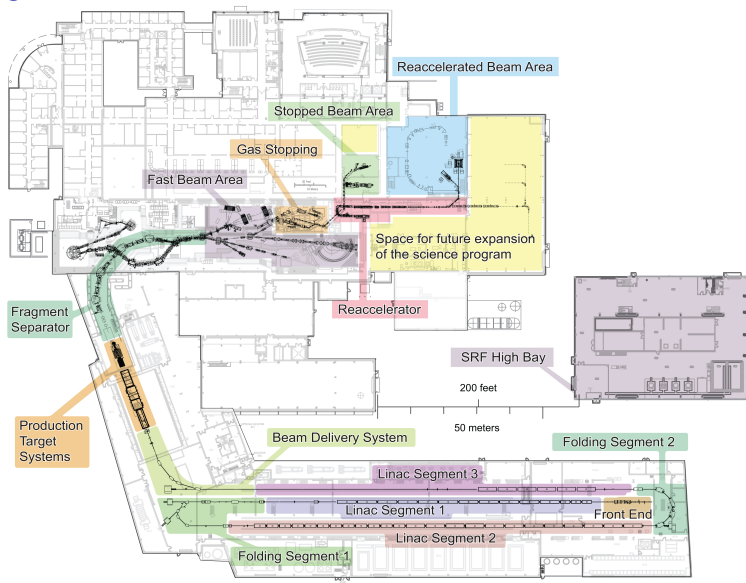 Reaccelerated Beam Area
Stopped Beam Area
Gas Stopping
Fast Beam Area
Space for future expansion
of the science program
Fragment
Separator
Reaccelerator
SRF High Bay
200 feet
50 meters
Production
Target
Systems
Beam Delivery System
Folding Segment 2
Linac Segment 3
Linac Segment 1
Front End
Linac Segment 2
Folding Segment 1